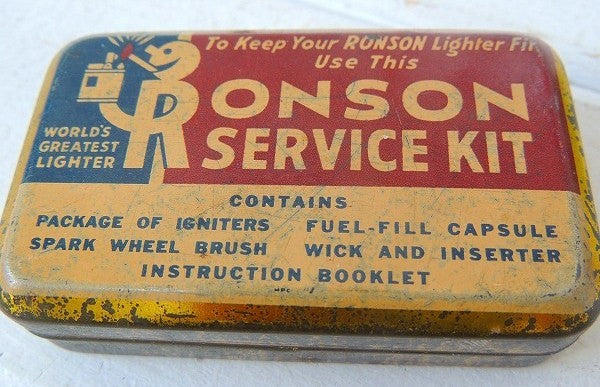 To Keep Your RONSON Lighter
Use This
RONSON
SERVICE KIT
WORLD'S
GREATEST
LIGHTER
CONTAINS
PACKAGE OF IGNITERS FUEL-FILL CAPSULE
SPARK WHEEL BRUSH WICK AND INSERTER
INSTRUCTION BOOKLET